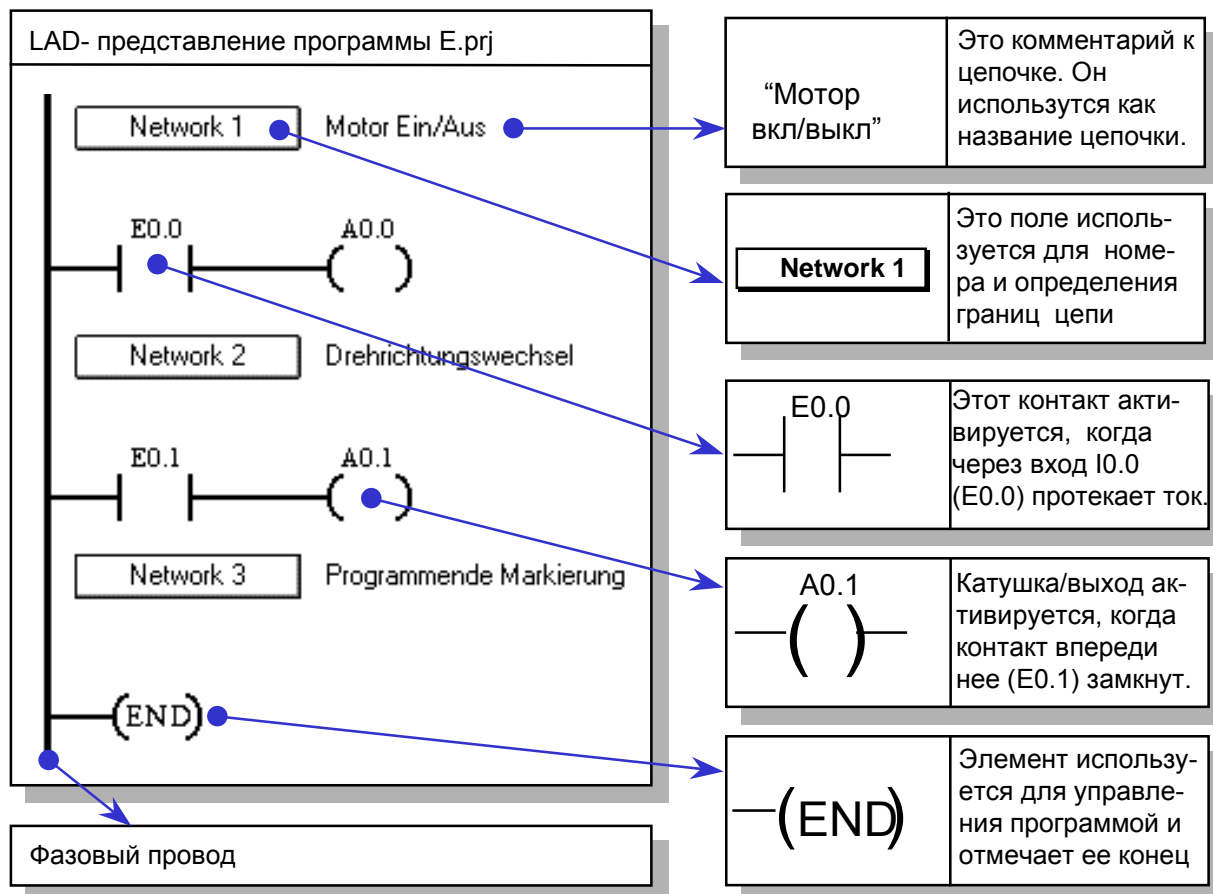 LAD- представление программы E.prj
Network 1
Motor Ein/Aus
E0.0
A0.0
Network 2
Drehrichtungswechsel
E0.1
A0.1
Network 3
Programmende Markierung
(END)
Фазовый провод
“Мотор
вкл/выкл”
Это комментарий к
цепочке. Он
использутся как
название цепочки.
Network 1
Это поле исполь-
зуется для номе-
ра и определения
границ цепи
E0.0
Этот контакт акти-
вируется, когда
через вход I0.0
(E0.0) протекает ток.
A0.1
( )
Катушка/выход ак-
тивируется, когда
контакт впереди
нее (E0.1) замкнут.
(END)
Элемент использу-
ется для управле-
ния программой и
отмечает ее конец